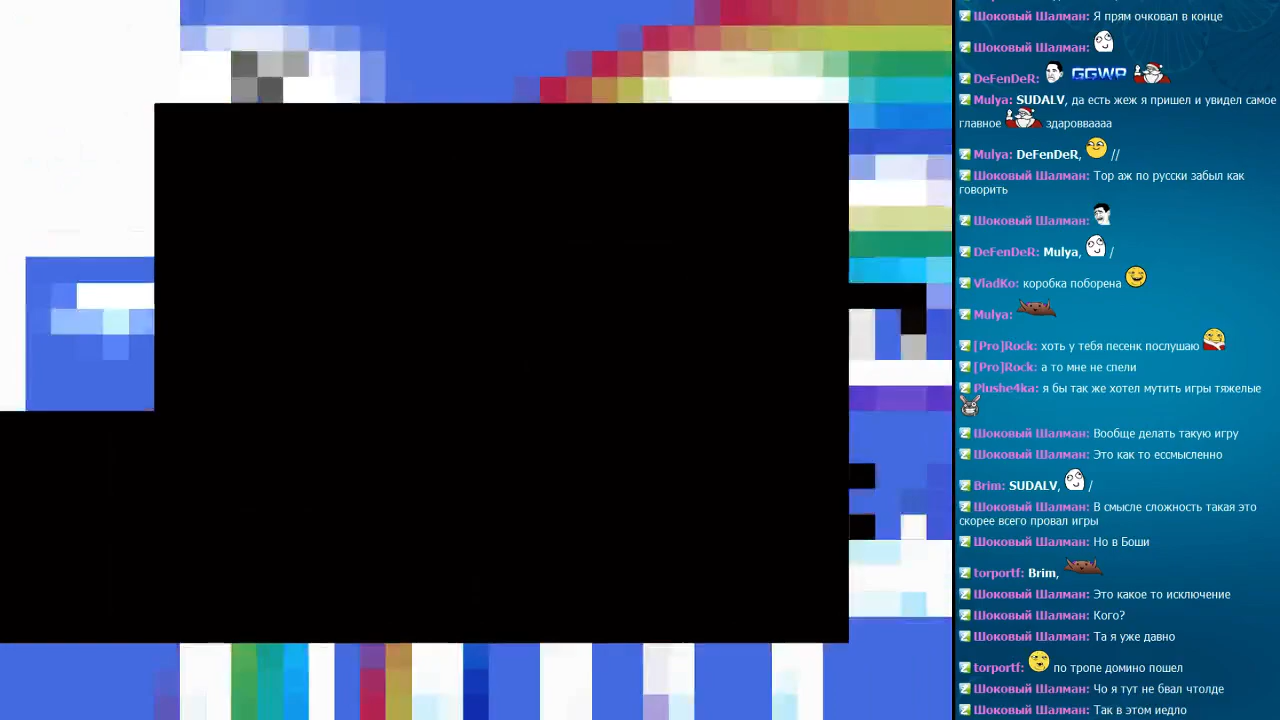 Шоковый Шалман: Я прям очковал в конце
Шоковый Шалман:
DeFenDeR: GGWP
Mulya: SUDALV, да есть жеж я пришел и увидел самое
главное здаровваааа
Mulya: DeFenDeR, //
Шоковый Шалман: Тор аж по русски забыл как
говорить
Шоковый Шалман:
DeFenDeR: Mulya, /
VladKo: коробка поборена
Mulya:
[Pro]Rock: хоть у тебя песенк послушаю
[Pro]Rock: а то мне не спели
Plushe4ka: я бы так же хотел мутить игры тяжелые
Шоковый Шалман: Вообще делать такую игру
Шоковый Шалман: Это как то ессмысленно
Brim: SUDALV, /
Шоковый Шалман: В смысле сложность такая это
скорее всего провал игры
Шоковый Шалман: Но в Боши
torportf: Brim,
Шоковый Шалман: Это какое то исключение
Шоковый Шалман: Кого?
Шоковый Шалман: Та я уже давно
torportf: по тропе домино пошел
Шоковый Шалман: Чо я тут не бвал чтолде
Шоковый Шалман: Так в этом иедло